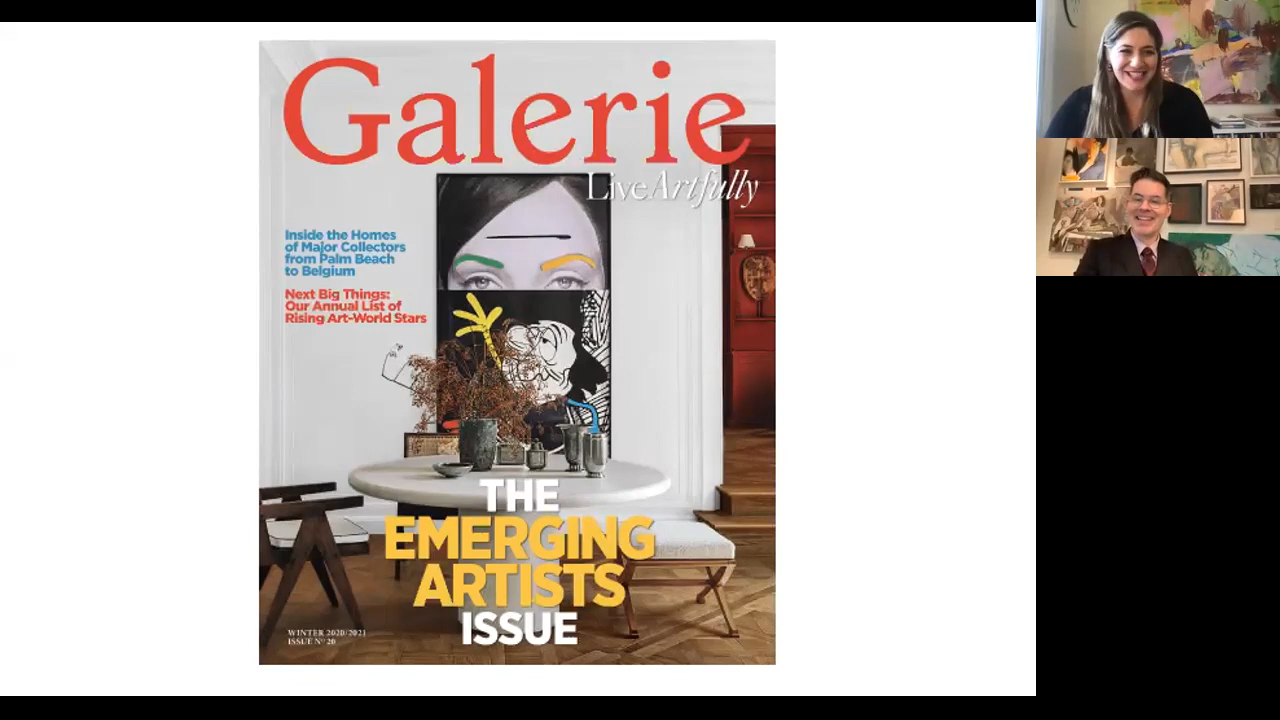 Galerie
Live Artfully
Inside the Homes
of Major Collectors
from Palm Beach
to Belgium
Next Big Things:
Our Annual List of
Rising Art-World Stars
THE
EMERGING
ARTISTS
ISSUE
WINTER 2020/2021
ISSUE Nº 20